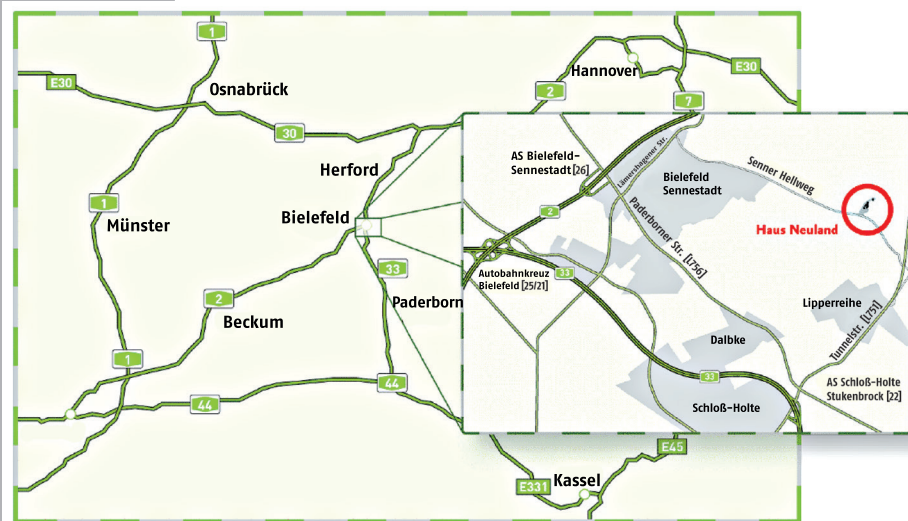 1
Osnabrück
E30
30
Hannover
E30
2
7
Herford
Bielefeld
1
Münster
33
2
Beckum
Paderborn
1
44
44
E331
Kassel
E45
AS Bielefeld-
Sennestadt [26]
Lämershagener Str.
Bielefeld
Sennestadt
Senner Hellweg
Haus Neuland
2
Paderborner Str. [L756]
Autobahnkreuz
Bielefeld [25/21]
33
Lipperreihe
Tunnelstr. [L751]
Dalbke
33
Schloß-Holte
AS Schloß-Holte
Stukenbrock [22]